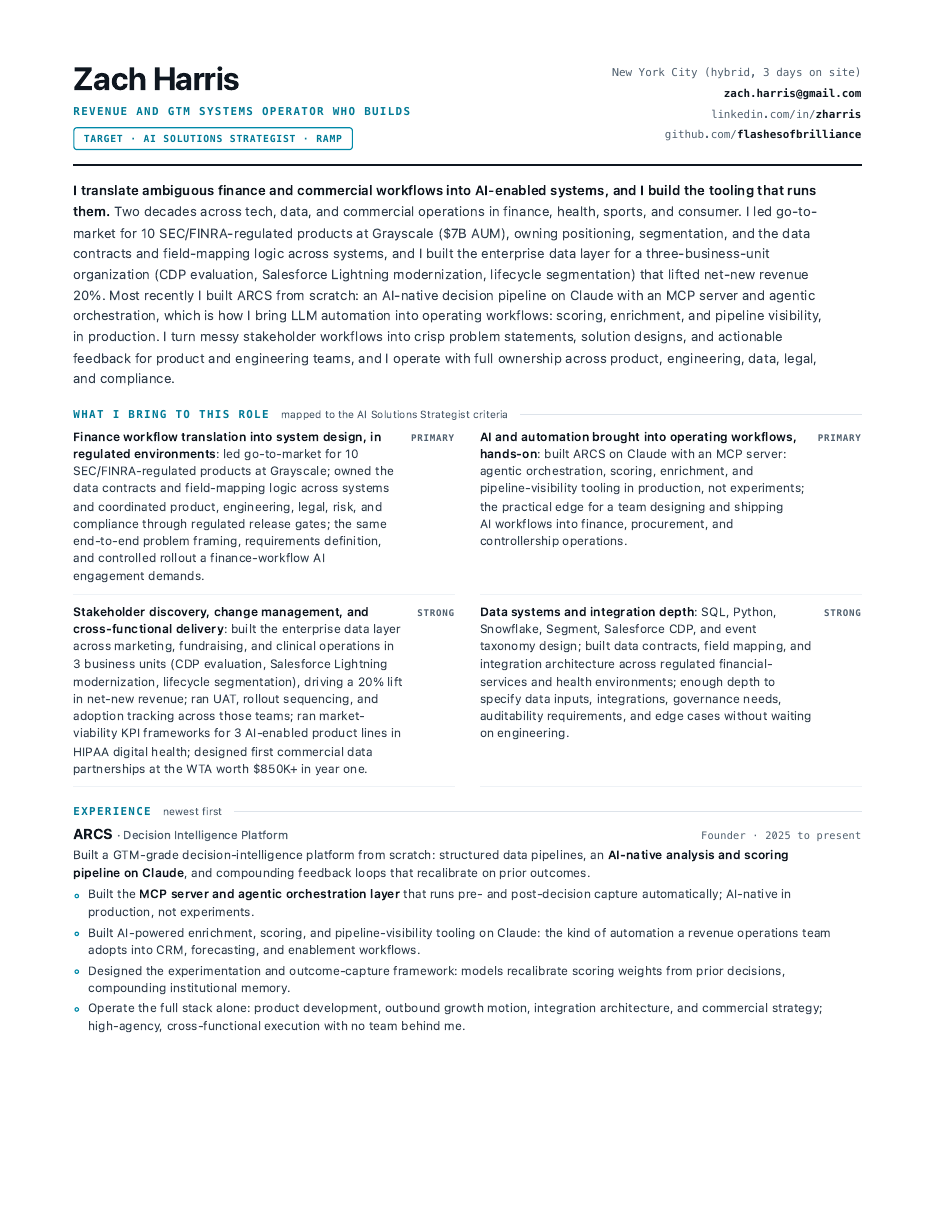 Zach Harris
REVENUE AND GTM SYSTEMS OPERATOR WHO BUILDS
TARGET · AI SOLUTIONS STRATEGIST · RAMP
New York City (hybrid, 3 days on site)
zach.harris@gmail.com
linkedin.com/in/zharris
github.com/flashesofbrilliance
I translate ambiguous finance and commercial workflows into AI-enabled systems, and I build the tooling that runs
them. Two decades across tech, data, and commercial operations in finance, health, sports, and consumer. I led go-to-
market for 10 SEC/FINRA-regulated products at Grayscale ($7B AUM), owning positioning, segmentation, and the data
contracts and field-mapping logic across systems, and I built the enterprise data layer for a three-business-unit
organization (CDP evaluation, Salesforce Lightning modernization, lifecycle segmentation) that lifted net-new revenue
20%. Most recently I built ARCS from scratch: an AI-native decision pipeline on Claude with an MCP server and agentic
orchestration, which is how I bring LLM automation into operating workflows: scoring, enrichment, and pipeline visibility,
in production. I turn messy stakeholder workflows into crisp problem statements, solution designs, and actionable
feedback for product and engineering teams, and I operate with full ownership across product, engineering, data, legal,
and compliance.
WHAT I BRING TO THIS ROLE mapped to the AI Solutions Strategist criteria
Finance workflow translation into system design, in PRIMARY
regulated environments: led go-to-market for 10
SEC/FINRA-regulated products at Grayscale; owned the
data contracts and field-mapping logic across systems
and coordinated product, engineering, legal, risk, and
compliance through regulated release gates; the same
end-to-end problem framing, requirements definition,
and controlled rollout a finance-workflow AI
engagement demands.
AI and automation brought into operating workflows, PRIMARY
hands-on: built ARCS on Claude with an MCP server:
agentic orchestration, scoring, enrichment, and
pipeline-visibility tooling in production, not experiments;
the practical edge for a team designing and shipping
AI workflows into finance, procurement, and
controllership operations.
Stakeholder discovery, change management, and STRONG
cross-functional delivery: built the enterprise data layer
across marketing, fundraising, and clinical operations in
3 business units (CDP evaluation, Salesforce Lightning
modernization, lifecycle segmentation), driving a 20% lift
in net-new revenue; ran UAT, rollout sequencing, and
adoption tracking across those teams; ran market-
viability KPI frameworks for 3 AI-enabled product lines in
HIPAA digital health; designed first commercial data
partnerships at the WTA worth $850K+ in year one.
Data systems and integration depth: SQL, Python, STRONG
Snowflake, Segment, Salesforce CDP, and event
taxonomy design; built data contracts, field mapping, and
integration architecture across regulated financial-
services and health environments; enough depth to
specify data inputs, integrations, governance needs,
auditability requirements, and edge cases without waiting
on engineering.
EXPERIENCE newest first
ARCS · Decision Intelligence Platform Founder · 2025 to present
Built a GTM-grade decision-intelligence platform from scratch: structured data pipelines, an AI-native analysis and scoring
pipeline on Claude, and compounding feedback loops that recalibrate on prior outcomes.
Built the MCP server and agentic orchestration layer that runs pre- and post-decision capture automatically; AI-native in
production, not experiments.
Built AI-powered enrichment, scoring, and pipeline-visibility tooling on Claude: the kind of automation a revenue operations team
adopts into CRM, forecasting, and enablement workflows.
Designed the experimentation and outcome-capture framework: models recalibrate scoring weights from prior decisions,
compounding institutional memory.
Operate the full stack alone: product development, outbound growth motion, integration architecture, and commercial strategy;
high-agency, cross-functional execution with no team behind me.